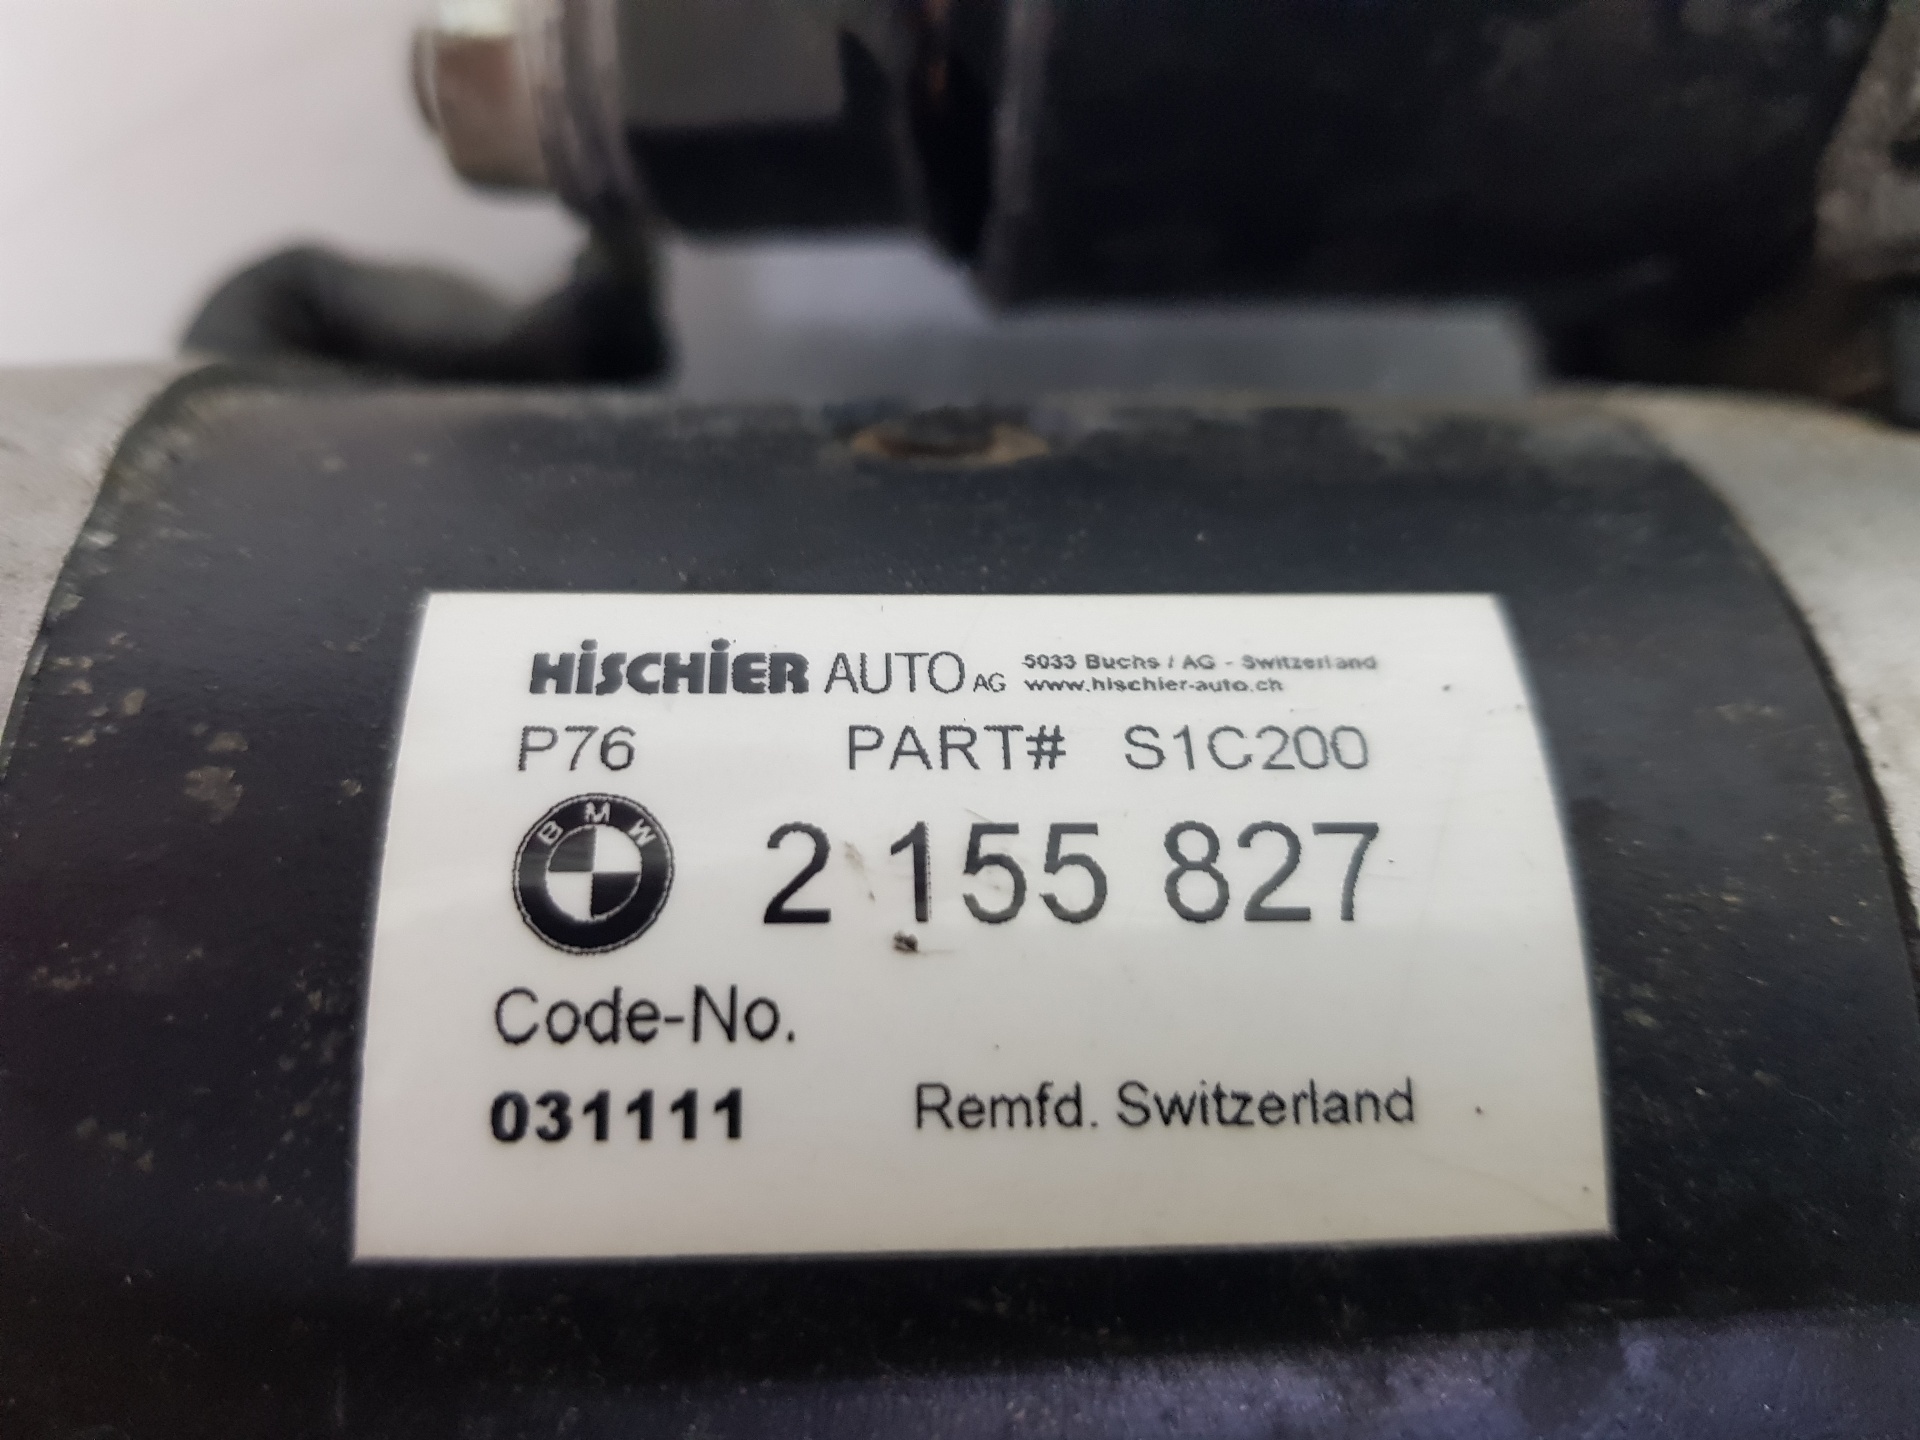 HiSCHiER AUTO AG 5033 Buchs / AG - Switzerland
www.hischier-auto.ch
P76 PART# S1C200
BMW 2 155 827
Code-No.
031111 Remfd. Switzerland